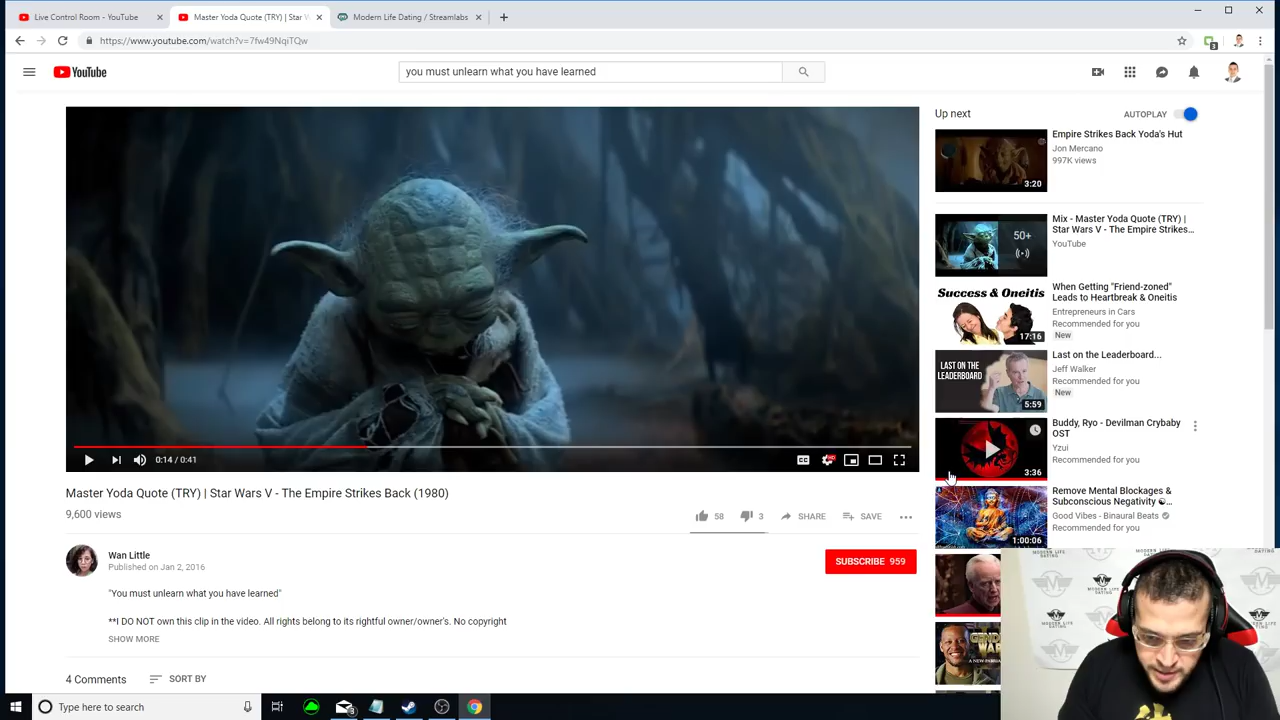 Live Control Room - YouTube
Master Yoda Quote (TRY) | Star W
Modern Life Dating / Streamlabs
https://www.youtube.com/watch?v=7fw49NqiTQw
3
YouTube
you must unlearn what you have learned
Up next
AUTOPLAY
Empire Strikes Back Yoda's Hut
Jon Mercano
997K views
3:20
Mix - Master Yoda Quote (TRY) |
Star Wars V - The Empire Strikes...
YouTube
50+
Success & Oneitis
17:16
When Getting "Friend-zoned"
Leads to Heartbreak & Oneitis
Entrepreneurs in Cars
Recommended for you
New
LAST ON THE
LEADERBOARD
5:59
Last on the Leaderboard...
Jeff Walker
Recommended for you
New
3:36
Buddy, Ryo - Devilman Crybaby
OST
Yzui
Recommended for you
1:00:06
Remove Mental Blockages &
Subconscious Negativity
Good Vibes - Binaural Beats
Recommended for you
0:14 / 0:41
HD
Master Yoda Quote (TRY) | Star Wars V - The Empire Strikes Back (1980)
9,600 views
58
3
SHARE
SAVE
Wan Little
Published on Jan 2, 2016
SUBSCRIBE 959
"You must unlearn what you have learned"
**I DO NOT own this clip in the video. All rights belong to its rightful owner/owner's. No copyright
SHOW MORE
4 Comments
SORT BY
MODERN LIFE
DATING
Type here to search